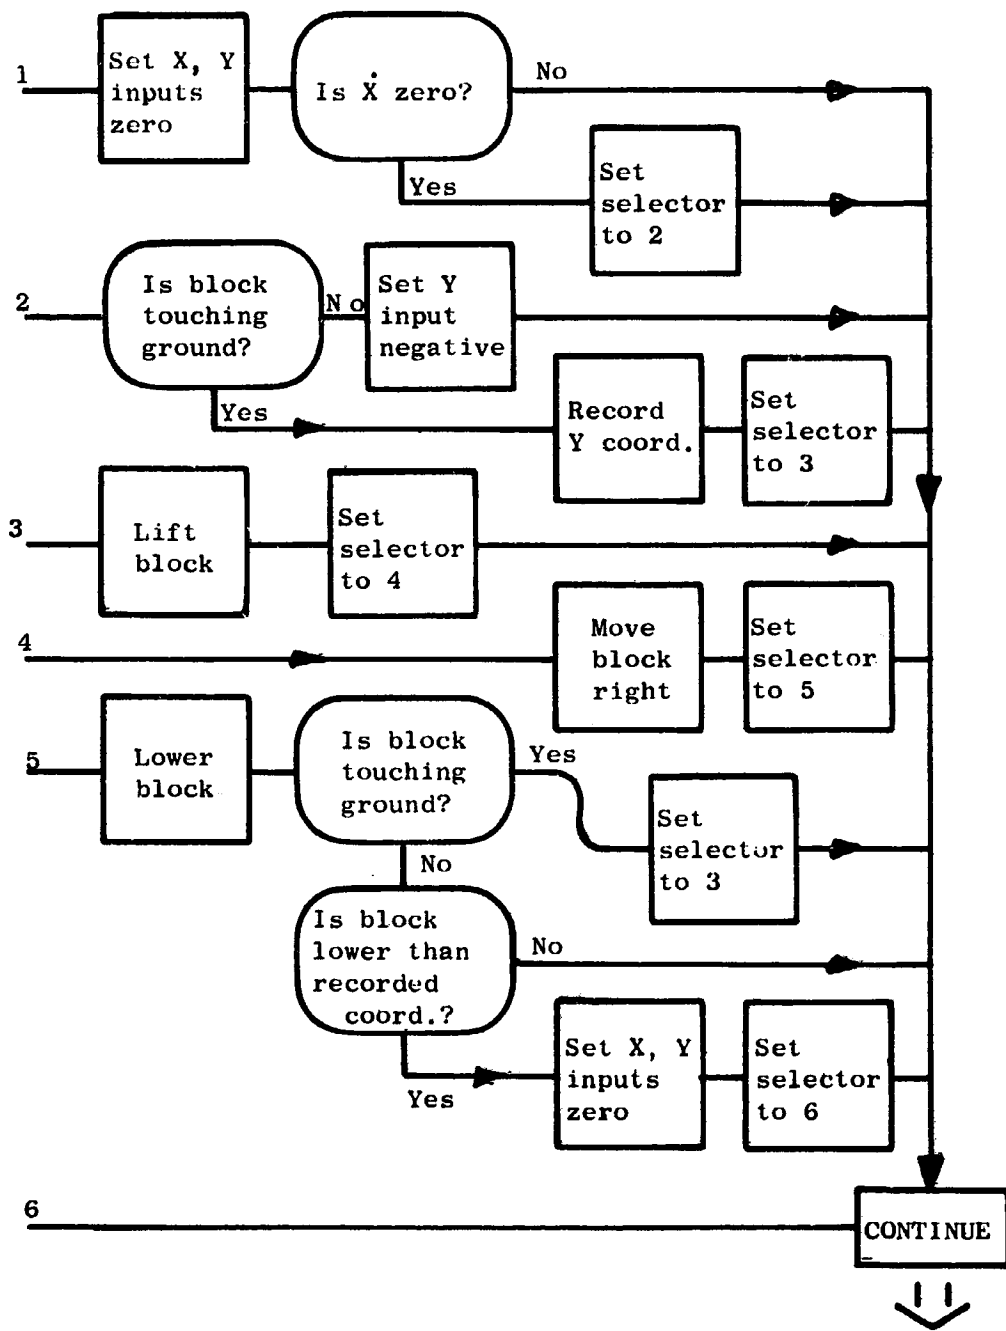 1
Set X, Y
inputs
zero
Is Ẋ zero?
No
Yes
Set
selector
to 2
2
Is block
touching
ground?
No
Set Y
input
negative
Yes
Record
Y coord.
Set
selector
to 3
3
Lift
block
Set
selector
to 4
4
Move
block
right
Set
selector
to 5
5
Lower
block
Is block
touching
ground?
Yes
Set
selector
to 3
No
Is block
lower than
recorded
coord.?
No
Yes
Set X, Y
inputs
zero
Set
selector
to 6
6
CONTINUE